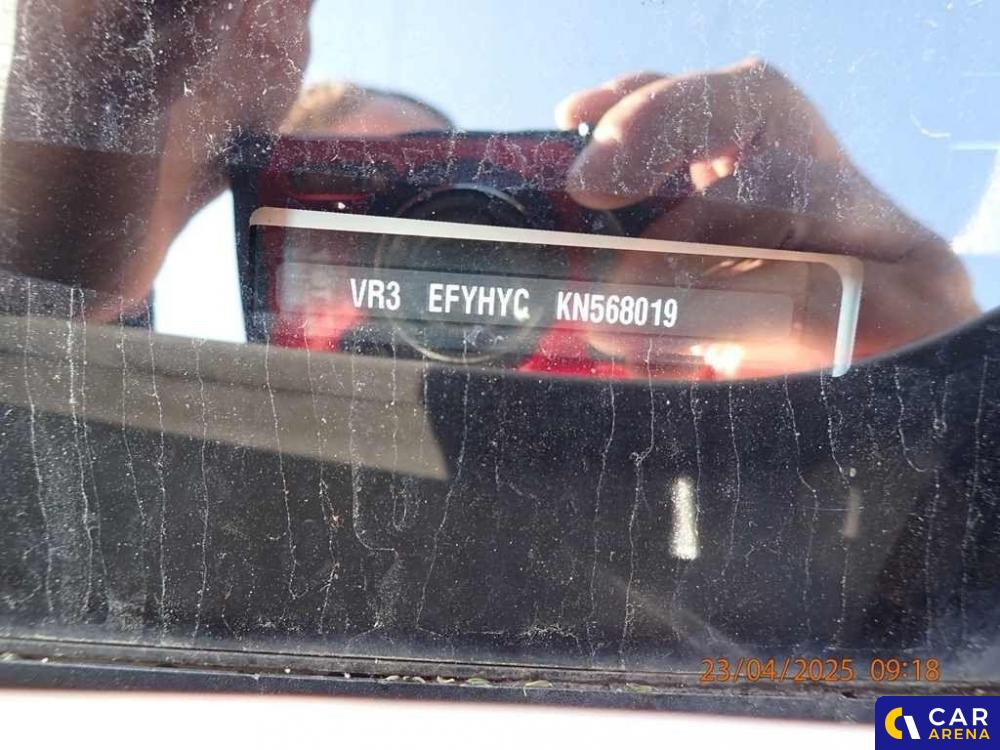 VR3 EFYHYC KN568019
23/04/2025 09:18
CAR
ARENA